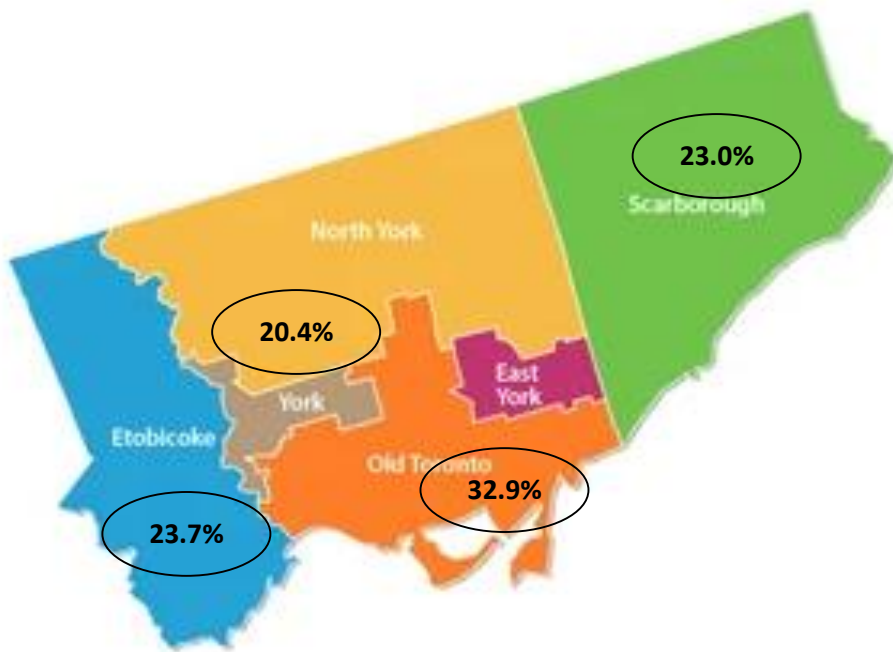 23.0%
Scarborough
North York
20.4%
East
York
York
Etobicoke
Old Toronto
32.9%
23.7%